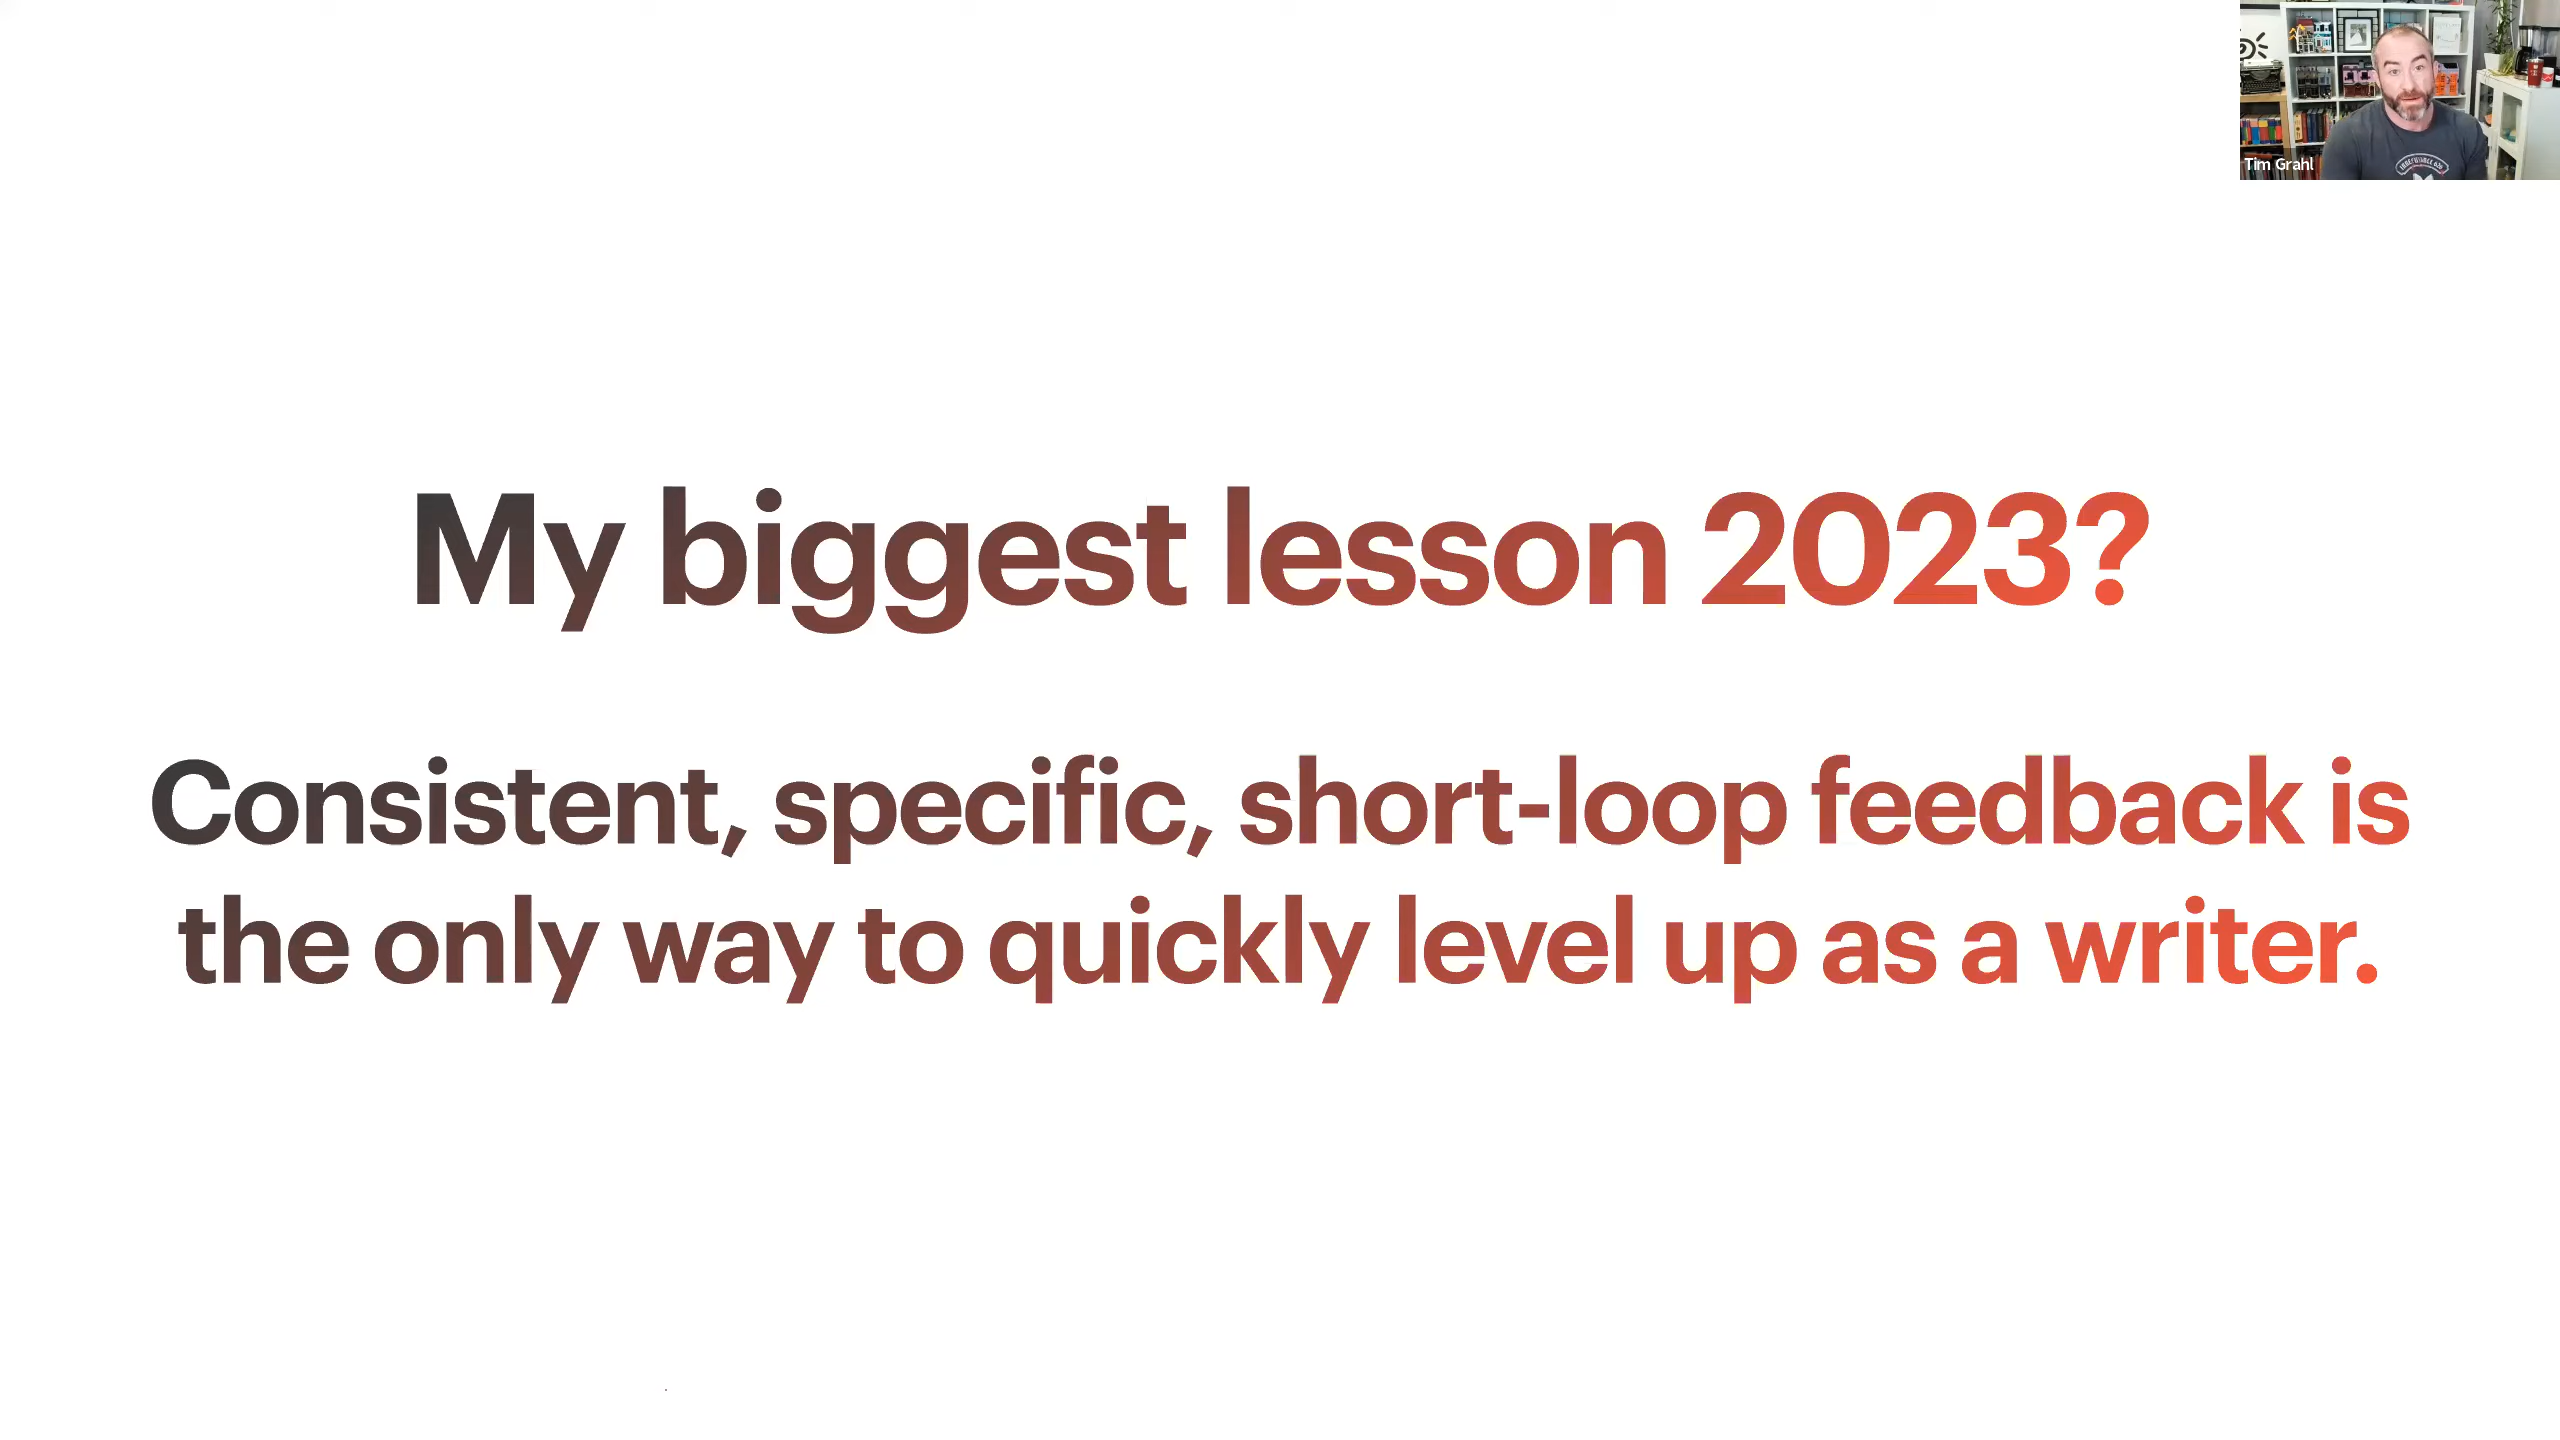 Tim Grahl
My biggest lesson 2023?
Consistent, specific, short-loop feedback is
the only way to quickly level up as a writer.